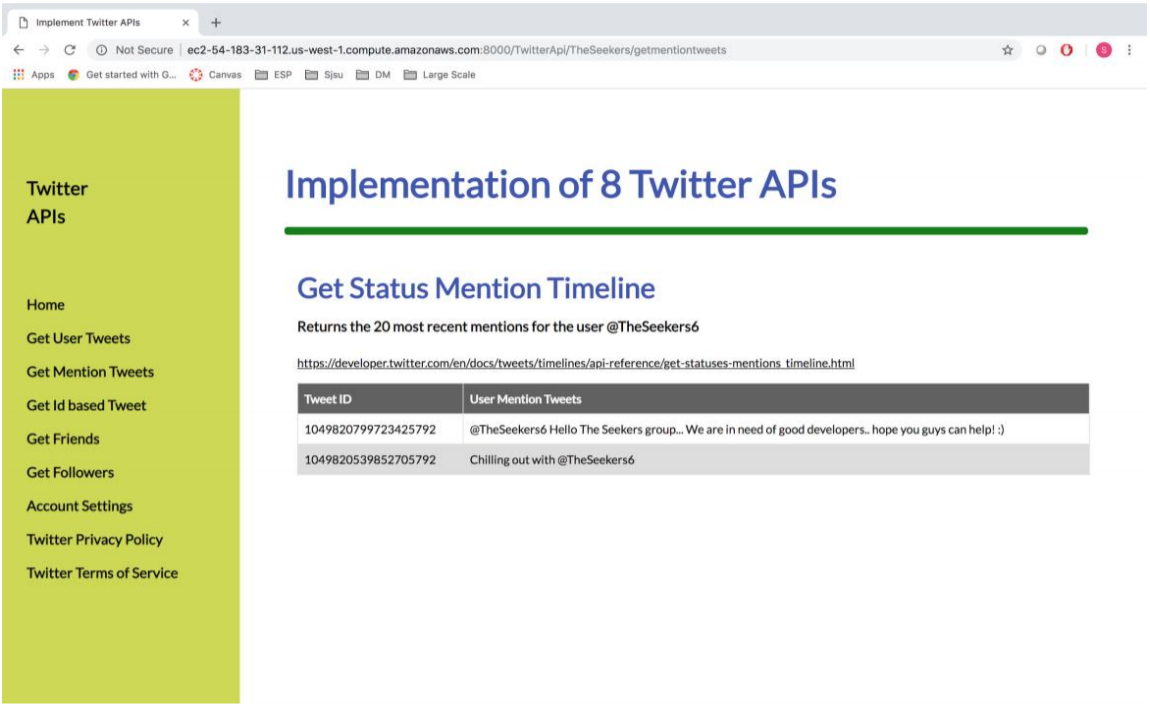 Implement Twitter APIs
Not Secure | ec2-54-183-31-112.us-west-1.compute.amazonaws.com:8000/TwitterApi/TheSeekers/getmentiontweets
S
Apps Get started with G... Canvas ESP Sjsu DM Large Scale
Twitter
APIs
Home
Get User Tweets
Get Mention Tweets
Get Id based Tweet
Get Friends
Get Followers
Account Settings
Twitter Privacy Policy
Twitter Terms of Service
Implementation of 8 Twitter APIs
Get Status Mention Timeline
Returns the 20 most recent mentions for the user @TheSeekers6
https://developer.twitter.com/en/docs/tweets/timelines/api-reference/get-statuses-mentions_timeline.html
Tweet ID User Mention Tweets
1049820799723425792 @TheSeekers6 Hello The Seekers group... We are in need of good developers.. hope you guys can help! :)
1049820539852705792 Chilling out with @TheSeekers6